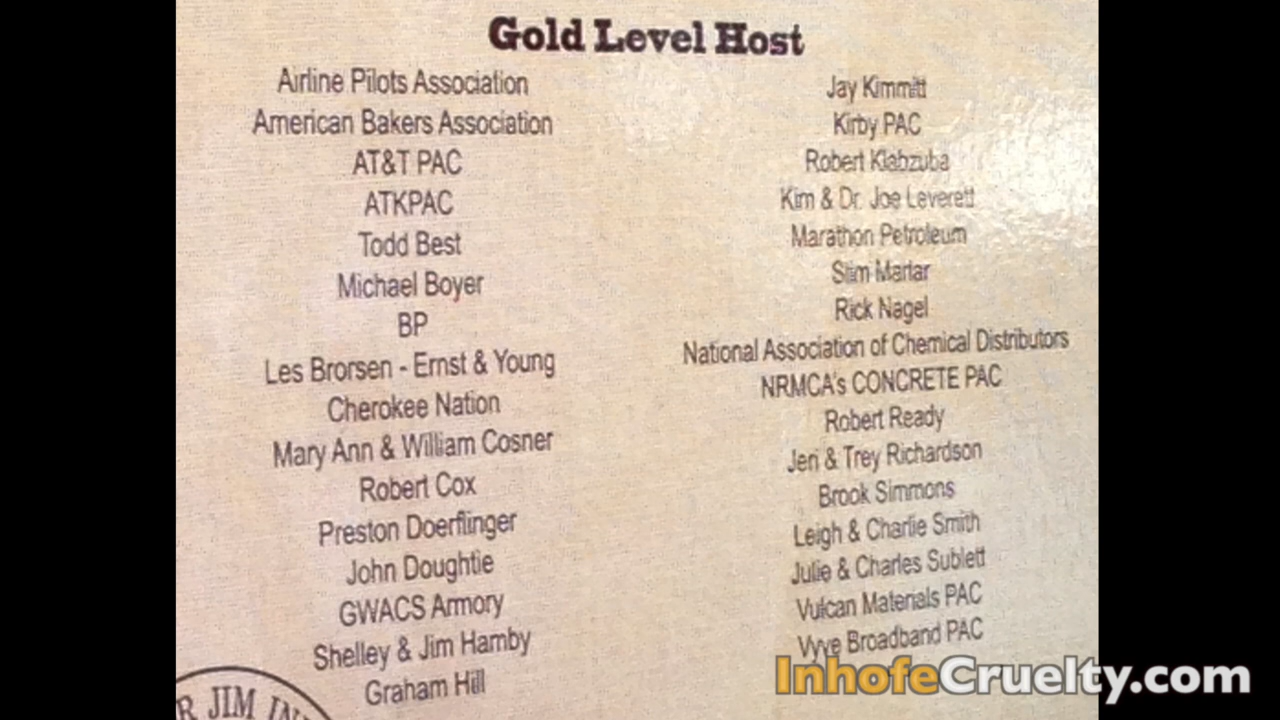 Gold Level Host
Airline Pilots Association
American Bakers Association
AT&T PAC
ATKPAC
Todd Best
Michael Boyer
BP
Les Brorsen - Ernst & Young
Cherokee Nation
Mary Ann & William Cosner
Robert Cox
Preston Doerflinger
John Doughtie
GWACS Armory
Shelley & Jim Hamby
Graham Hill
Jay Kimmitt
Kirby PAC
Robert Klabzuba
Kim & Dr. Joe Leverett
Marathon Petroleum
Slim Marlar
Rick Nagel
National Association of Chemical Distributors
NRMCA's CONCRETE PAC
Robert Ready
Jeri & Trey Richardson
Brook Simmons
Leigh & Charlie Smith
Julie & Charles Sublett
Vulcan Materials PAC
Vyve Broadband PAC
JIM
InhofeCruelty.com